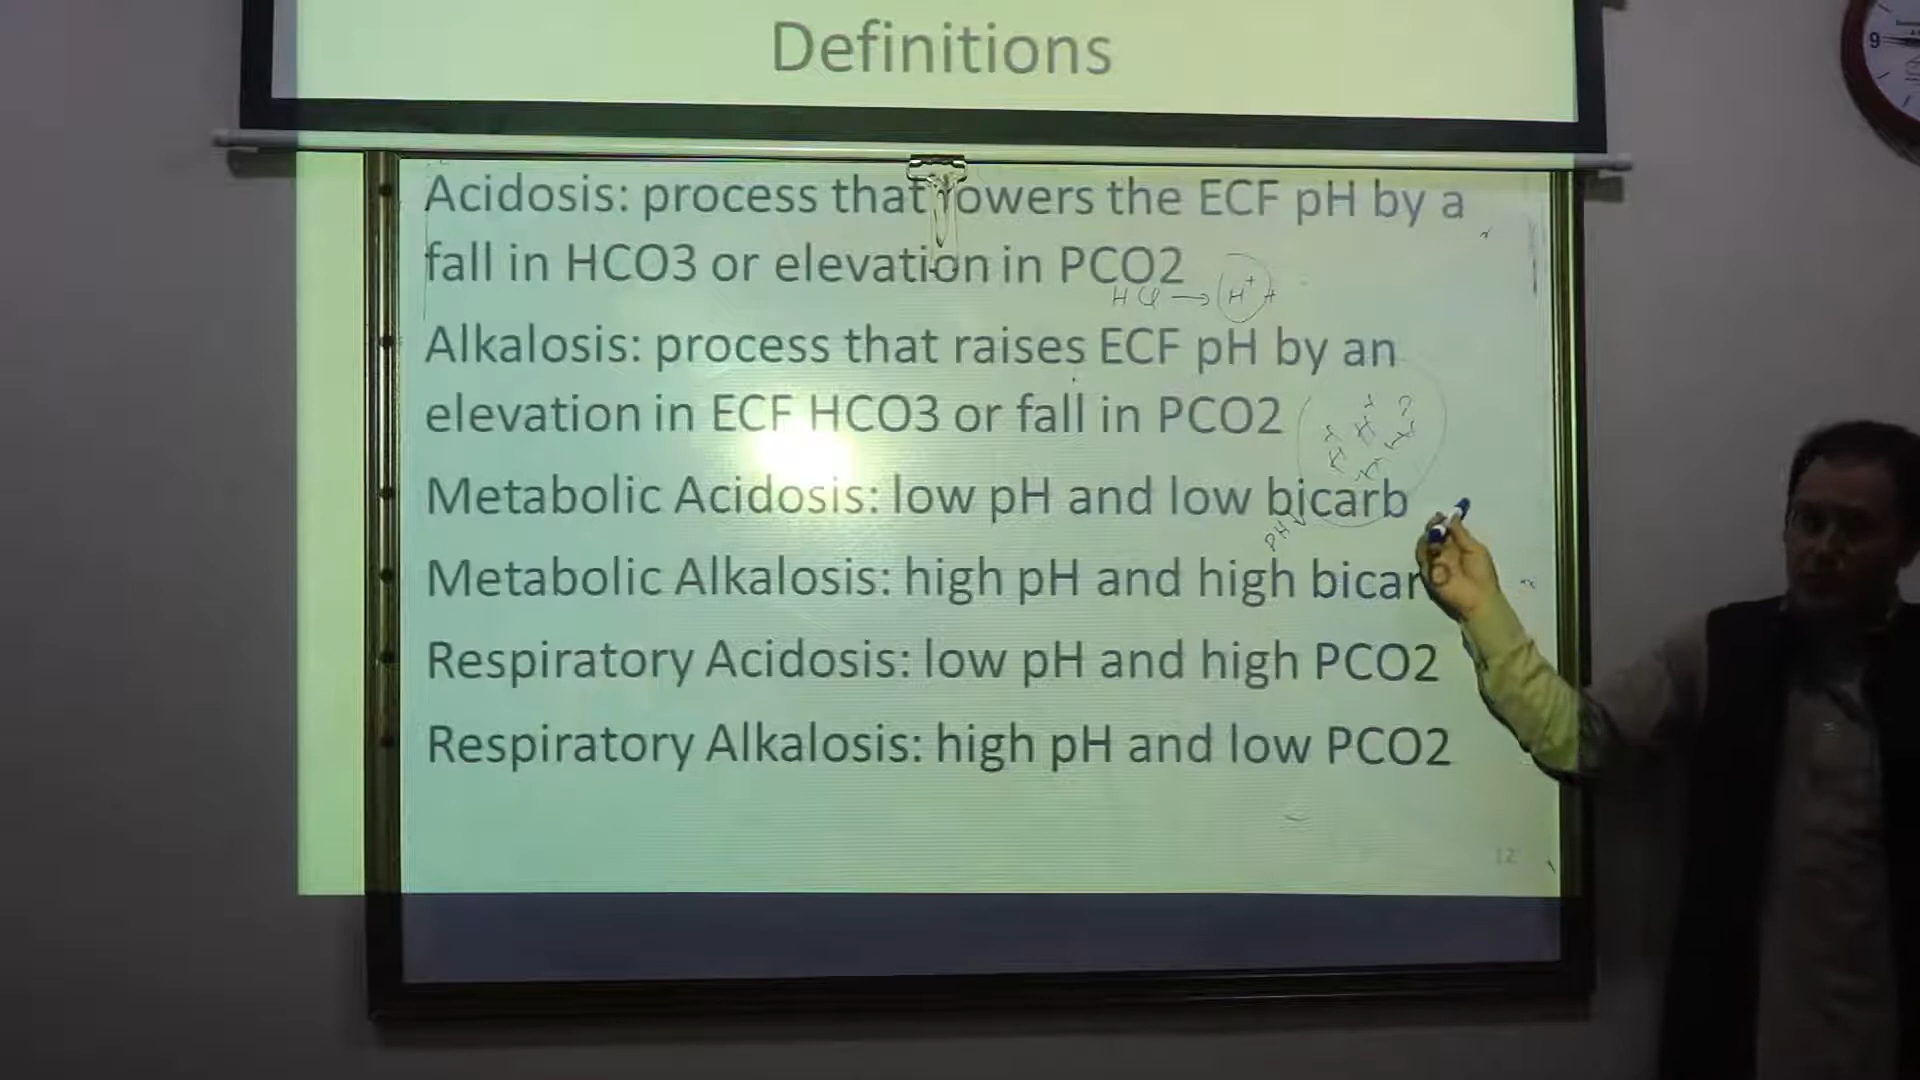 Definitions
9
Acidosis: process that lowers the ECF pH by a
fall in HCO3 or elevation in PCO2
HCl → H+ +
Alkalosis: process that raises ECF pH by an
elevation in ECF HCO3 or fall in PCO2
Metabolic Acidosis: low pH and low bicarb
PH↓
Metabolic Alkalosis: high pH and high bicarb
Respiratory Acidosis: low pH and high PCO2
Respiratory Alkalosis: high pH and low PCO2
12